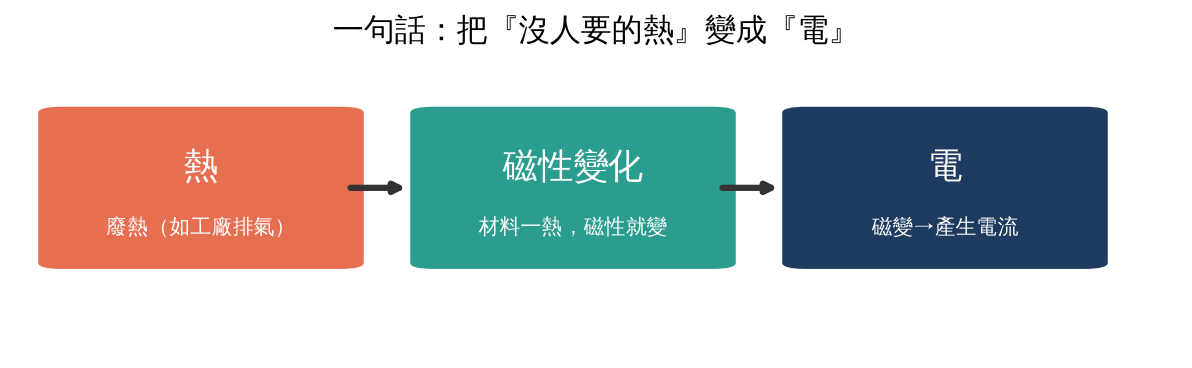 一句話：把『沒人要的熱』變成『電』
熱
廢熱（如工廠排氣）
磁性變化
材料一熱，磁性就變
電
磁變→產生電流